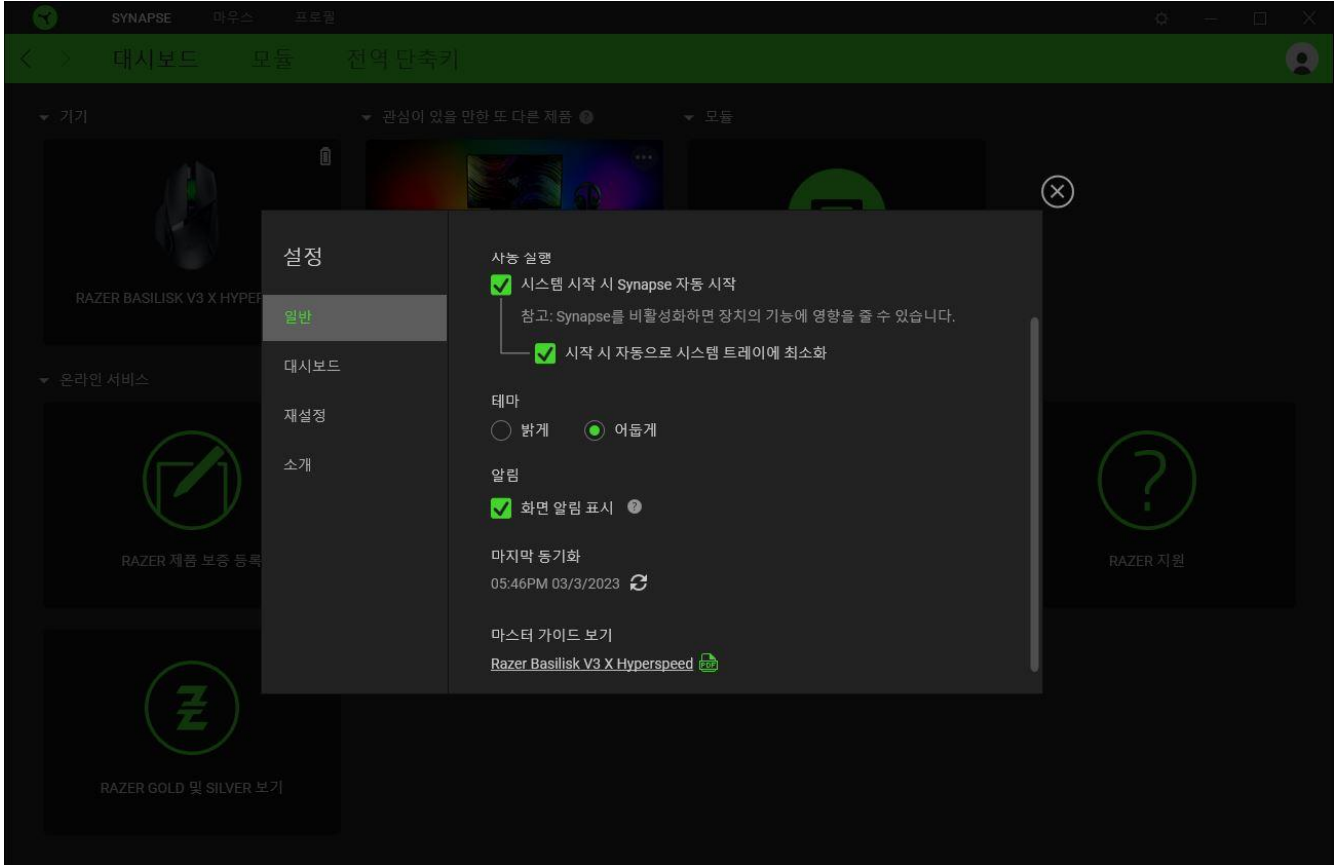 SYNAPSE 마우스 프로필
대시보드 모듈 전역 단축키
기기
관심이 있을 만한 또 다른 제품 ?
모듈
RAZER BASILISK V3 X HYPER
온라인 서비스
RAZER 제품 보증 등록
RAZER 지원
RAZER GOLD 및 SILVER 보기
설정
일반
대시보드
재설정
소개
실행
시스템 시작 시 Synapse 자동 시작
참고: Synapse를 비활성화하면 장치의 기능에 영향을 줄 수 있습니다.
시작 시 자동으로 시스템 트레이에 최소화
테마
밝게 어둡게
알림
화면 알림 표시 ?
마지막 동기화
05:46PM 03/3/2023
마스터 가이드 보기
Razer Basilisk V3 X Hyperspeed PDF